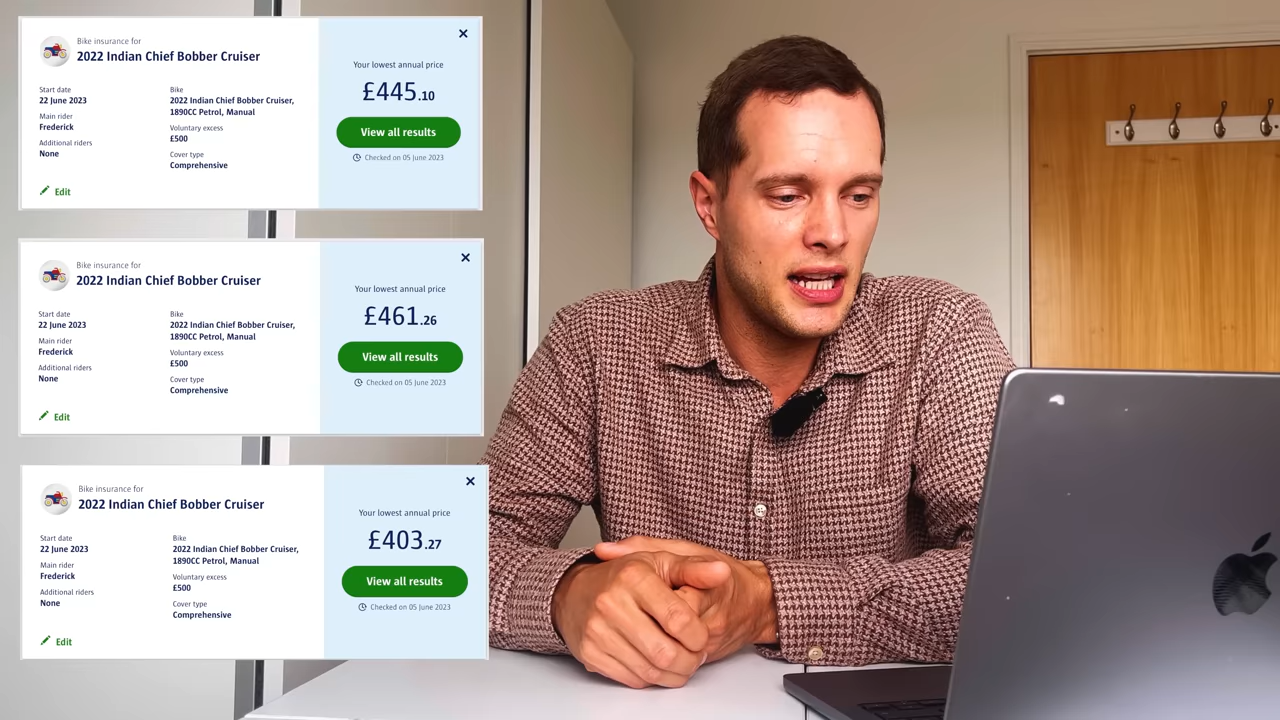 Bike insurance for
2022 Indian Chief Bobber Cruiser
Start date
22 June 2023
Main rider
Frederick
Additional riders
None
Edit
Bike
2022 Indian Chief Bobber Cruiser,
1890CC Petrol, Manual
Voluntary excess
£500
Cover type
Comprehensive
Your lowest annual price
£445.10
View all results
Checked on 05 June 2023
Bike insurance for
2022 Indian Chief Bobber Cruiser
Start date
22 June 2023
Main rider
Frederick
Additional riders
None
Edit
Bike
2022 Indian Chief Bobber Cruiser,
1890CC Petrol, Manual
Voluntary excess
£500
Cover type
Comprehensive
Your lowest annual price
£461.26
View all results
Checked on 05 June 2023
Bike insurance for
2022 Indian Chief Bobber Cruiser
Start date
22 June 2023
Main rider
Frederick
Additional riders
None
Edit
Bike
2022 Indian Chief Bobber Cruiser,
1890CC Petrol, Manual
Voluntary excess
£500
Cover type
Comprehensive
Your lowest annual price
£403.27
View all results
Checked on 05 June 2023